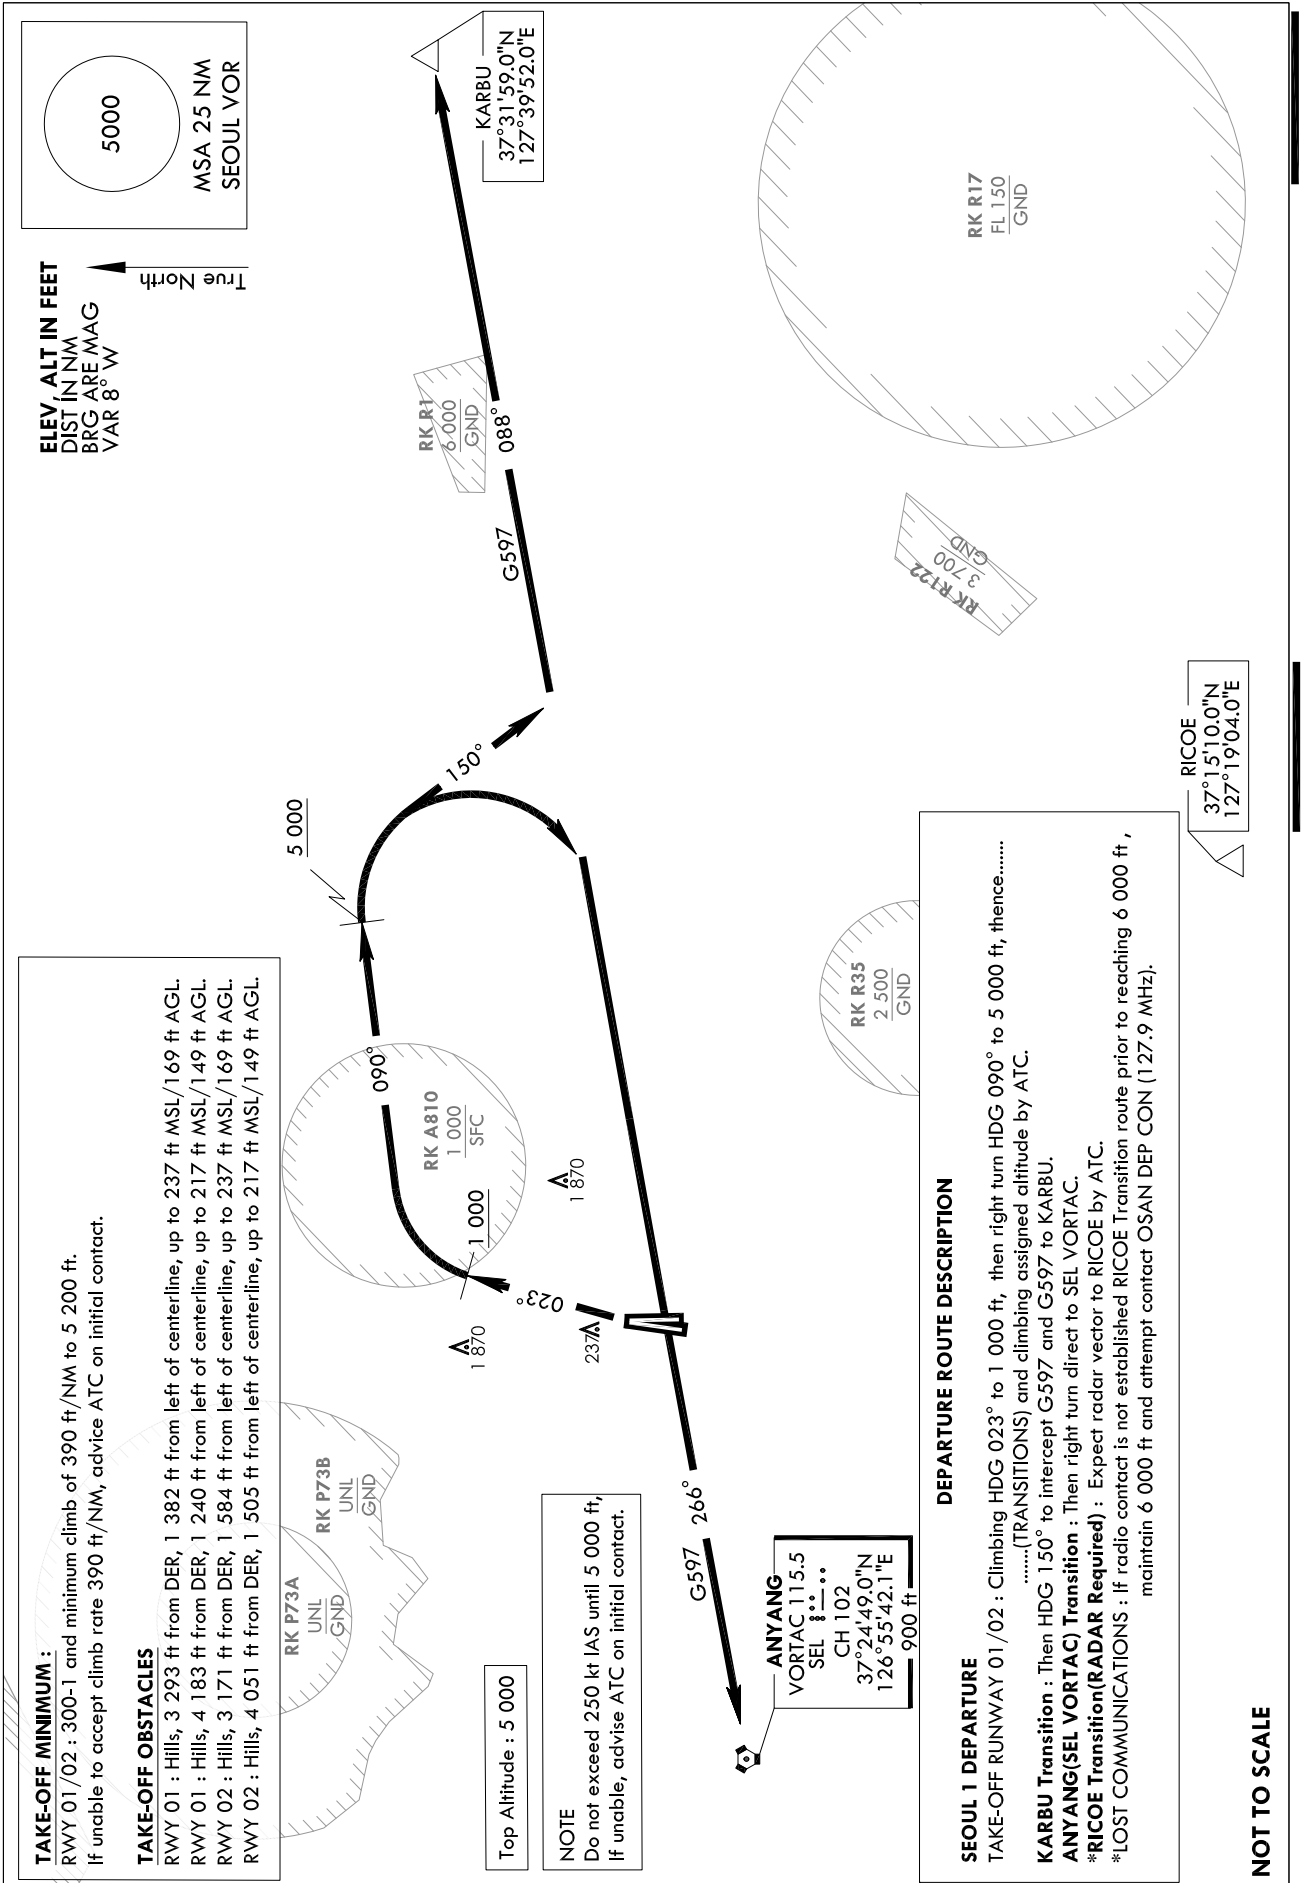 TAKE-OFF MINIMUM :
RWY 01/02 : 300-1 and minimum climb of 390 ft/NM to 5 200 ft.
If unable to accept climb rate 390 ft/NM, advice ATC on initial contact.
TAKE-OFF OBSTACLES
RWY 01 : Hills, 3 293 ft from DER, 1 382 ft from left of centerline, up to 237 ft MSL/169 ft AGL.
RWY 01 : Hills, 4 183 ft from DER, 1 240 ft from left of centerline, up to 217 ft MSL/149 ft AGL.
RWY 02 : Hills, 3 171 ft from DER, 1 584 ft from left of centerline, up to 237 ft MSL/169 ft AGL.
RWY 02 : Hills, 4 051 ft from DER, 1 505 ft from left of centerline, up to 217 ft MSL/149 ft AGL.
ELEV, ALT IN FEET
DIST IN NM
BRG ARE MAG
VAR 8° W
True North
5000
MSA 25 NM
SEOUL VOR
RK P73A
UNL
GND
RK P73B
UNL
GND
5 000
KARBU
37°31'59.0"N
127°39'52.0"E
RK R1
6 000
GND
088°
G597
150°
090°
RK A810
1 000
SFC
1 000
023°
1 870
1 870
237
Top Altitude : 5 000
NOTE
Do not exceed 250 kt IAS until 5 000 ft,
If unable, advise ATC on initial contact.
G597
266°
ANYANG
VORTAC 115.5
SEL
CH 102
37°24'49.0"N
126°55'42.1"E
900 ft
RK R35
2 500
GND
RK R122
3 700
GND
RK R17
FL 150
GND
RICOE
37°15'10.0"N
127°19'04.0"E
DEPARTURE ROUTE DESCRIPTION
SEOUL 1 DEPARTURE
TAKE-OFF RUNWAY 01/02 : Climbing HDG 023° to 1 000 ft, then right turn HDG 090° to 5 000 ft, thence.......
.......(TRANSITIONS) and climbing assigned altitude by ATC.
KARBU Transition : Then HDG 150° to intercept G597 and G597 to KARBU.
ANYANG(SEL VORTAC) Transition : Then right turn direct to SEL VORTAC.
*RICOE Transition(RADAR Required) : Expect radar vector to RICOE by ATC.
*LOST COMMUNICATIONS : If radio contact is not established RICOE Transition route prior to reaching 6 000 ft ,
maintain 6 000 ft and attempt contact OSAN DEP CON (127.9 MHz).
NOT TO SCALE